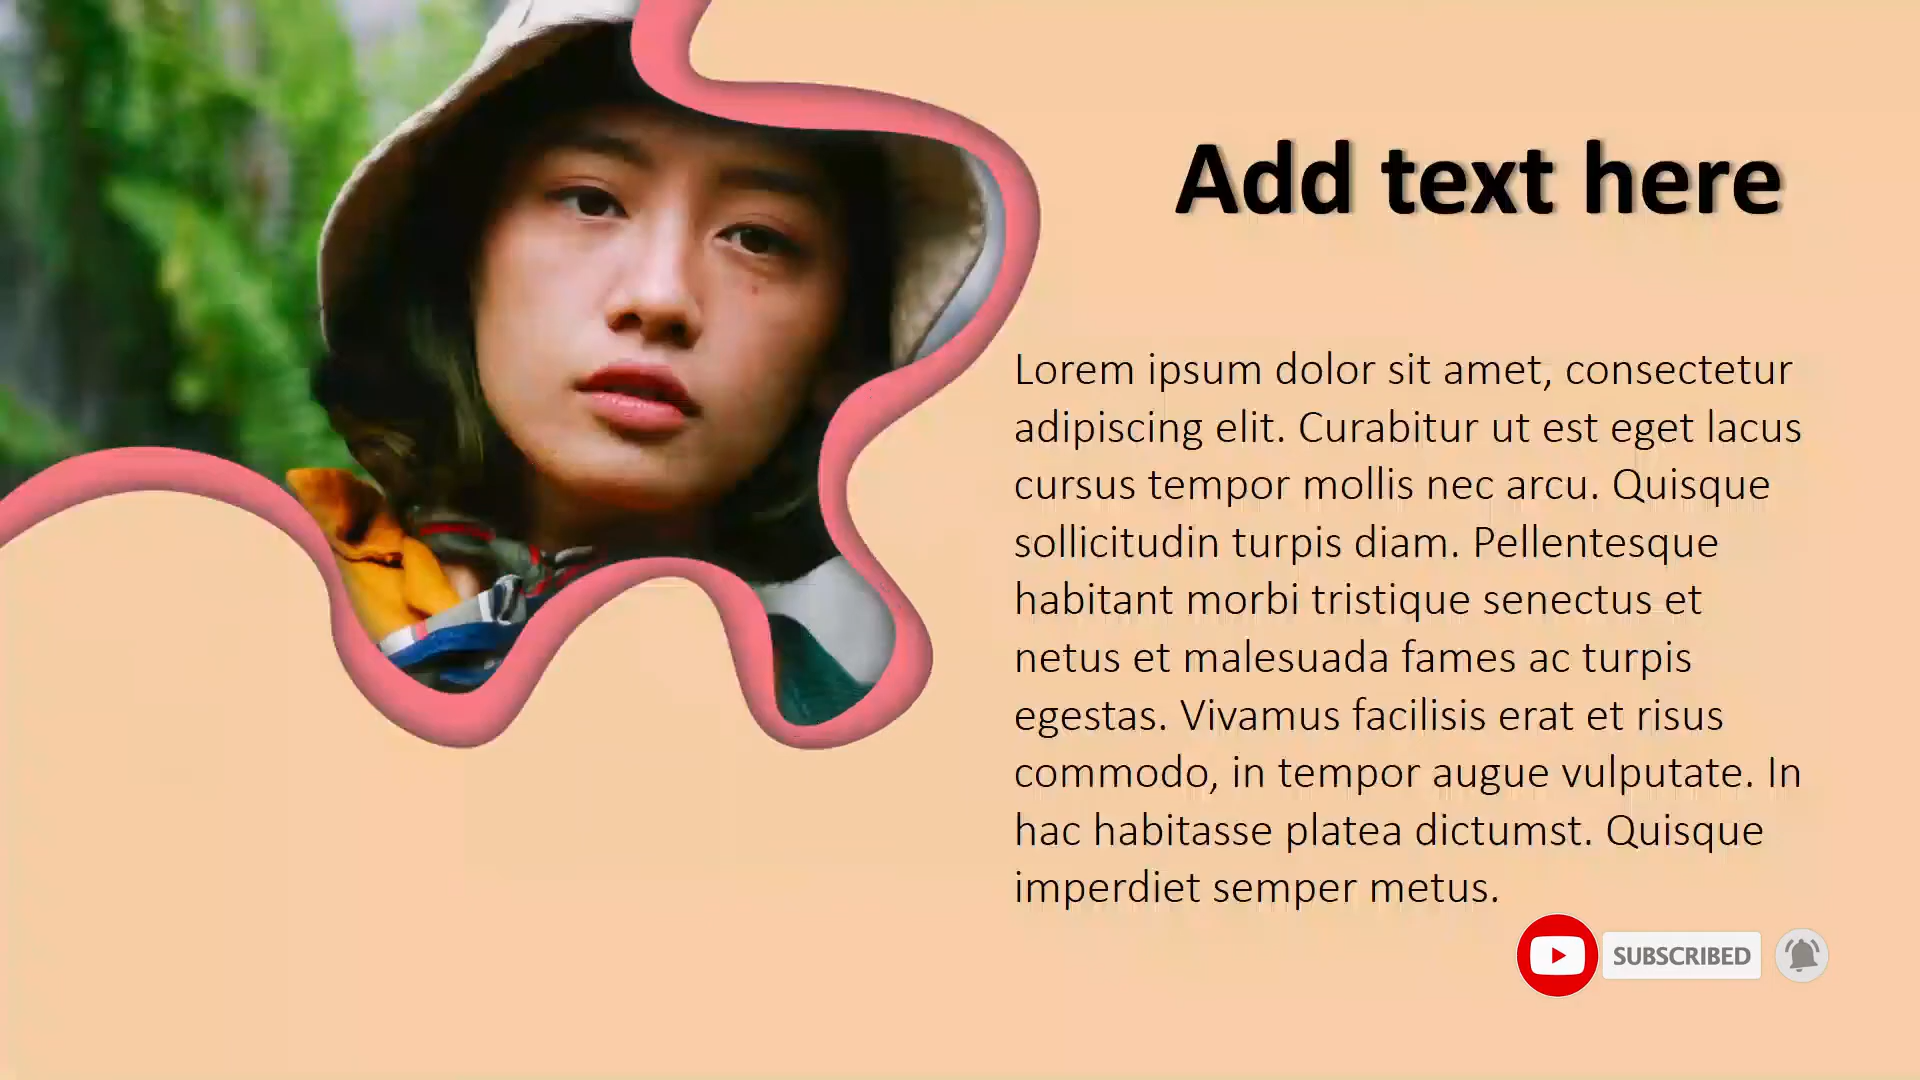 Add text here
Lorem ipsum dolor sit amet, consectetur
adipiscing elit. Curabitur ut est eget lacus
cursus tempor mollis nec arcu. Quisque
sollicitudin turpis diam. Pellentesque
habitant morbi tristique senectus et
netus et malesuada fames ac turpis
egestas. Vivamus facilisis erat et risus
commodo, in tempor augue vulputate. In
hac habitasse platea dictumst. Quisque
imperdiet semper metus.
SUBSCRIBED